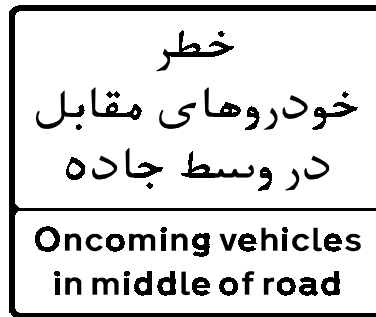 خطر
خودروهای مقابل
در وسط جاده
Oncoming vehicles
in middle of road